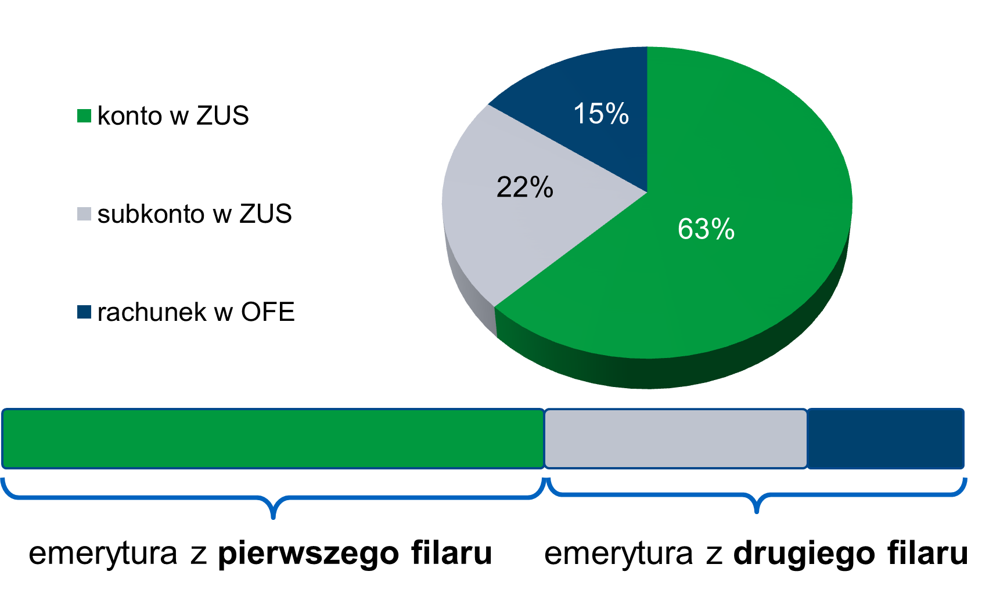 konto w ZUS
subkonto w ZUS
rachunek w OFE
15%
22%
63%
emerytura z pierwszego filaru
emerytura z drugiego filaru